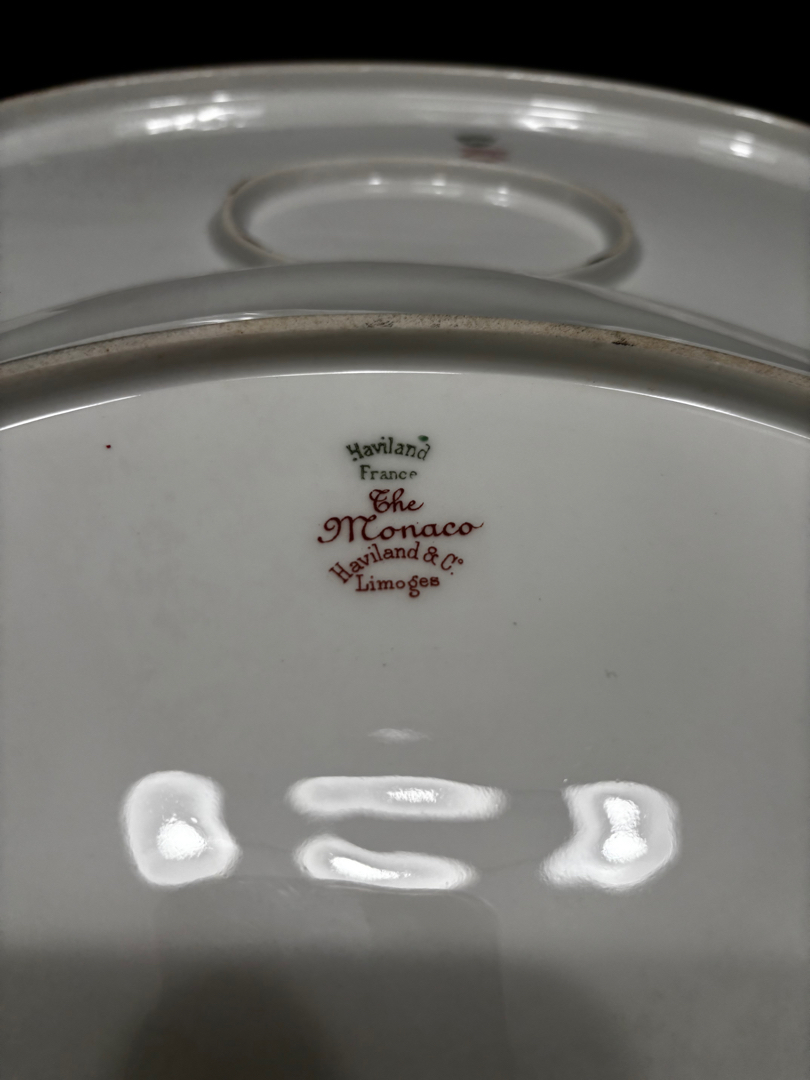 Haviland
France
The
Monaco
Haviland & Co.
Limoges